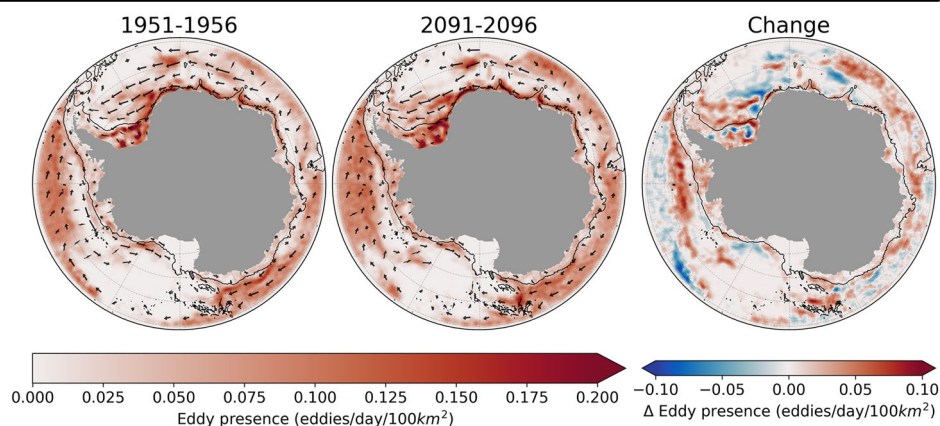 1951-1956
2091-2096
Change
0.000 0.025 0.050 0.075 0.100 0.125 0.150 0.175 0.200
Eddy presence (eddies/day/100km²)
−0.10 −0.05 0.00 0.05 0.10
Δ Eddy presence (eddies/day/100km²)